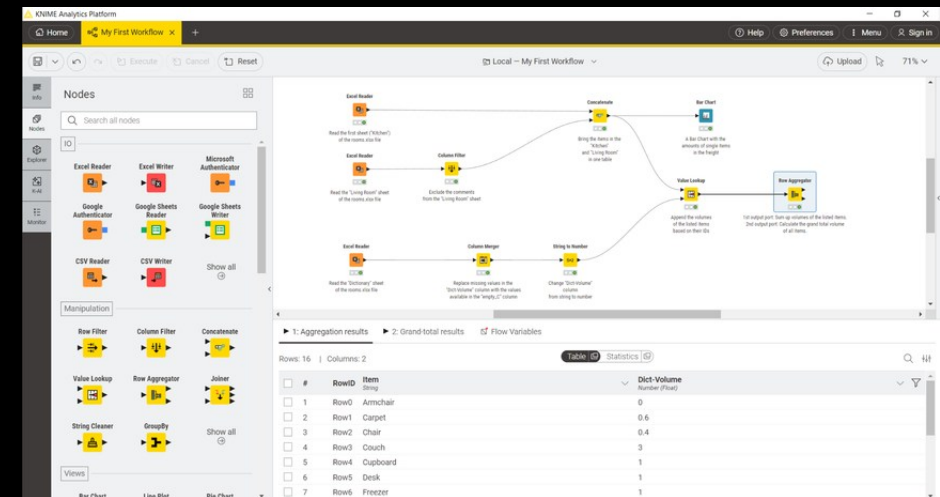 KNIME Analytics Platform
Home
My First Workflow
Help
Preferences
Menu
Sign in
Execute
Cancel
Reset
Local — My First Workflow
Upload
71%
Info
Nodes
Explorer
K-AI
Monitor
Nodes
Search all nodes
IO
Excel Reader
Excel Writer
Microsoft
Authenticator
Google
Authenticator
Google Sheets
Reader
Google Sheets
Writer
CSV Reader
CSV Writer
Show all
Manipulation
Row Filter
Column Filter
Concatenate
Value Lookup
Row Aggregator
Joiner
String Cleaner
GroupBy
Show all
Views
Bar Chart
Line Plot
Pie Chart
Excel Reader
Read the first sheet ("Kitchen")
of the rooms.xlsx file
Excel Reader
Read the "Living Room" sheet
of the rooms.xlsx file
Column Filter
Exclude the comments
from the "Living Room" sheet
Concatenate
Bring the items in the
"Kitchen"
and "Living Room"
in one table
Bar Chart
A Bar Chart with the
amounts of single items
in the freight
Value Lookup
Append the volumes
of the listed items
based on their IDs
Row Aggregator
1st output port: Sum up volumes of the listed items.
2nd output port: Calculate the grand total volume
of all items.
Excel Reader
Read the "Dictionary" sheet
of the rooms.xlsx file
Column Merger
Replace missing values in the
"Dict-Volume" column with the values
available in the "empty_C" column
String to Number
Change "Dict-Volume"
column
from string to number
1: Aggregation results
2: Grand-total results
Flow Variables
Rows: 16 | Columns: 2
Table
Statistics
# RowID Item Dict-Volume
String Number (Float)
1 Row0 Armchair 0
2 Row1 Carpet 0.6
3 Row2 Chair 0.4
4 Row3 Couch 3
5 Row4 Cupboard 1
6 Row5 Desk 1
7 Row6 Freezer 1